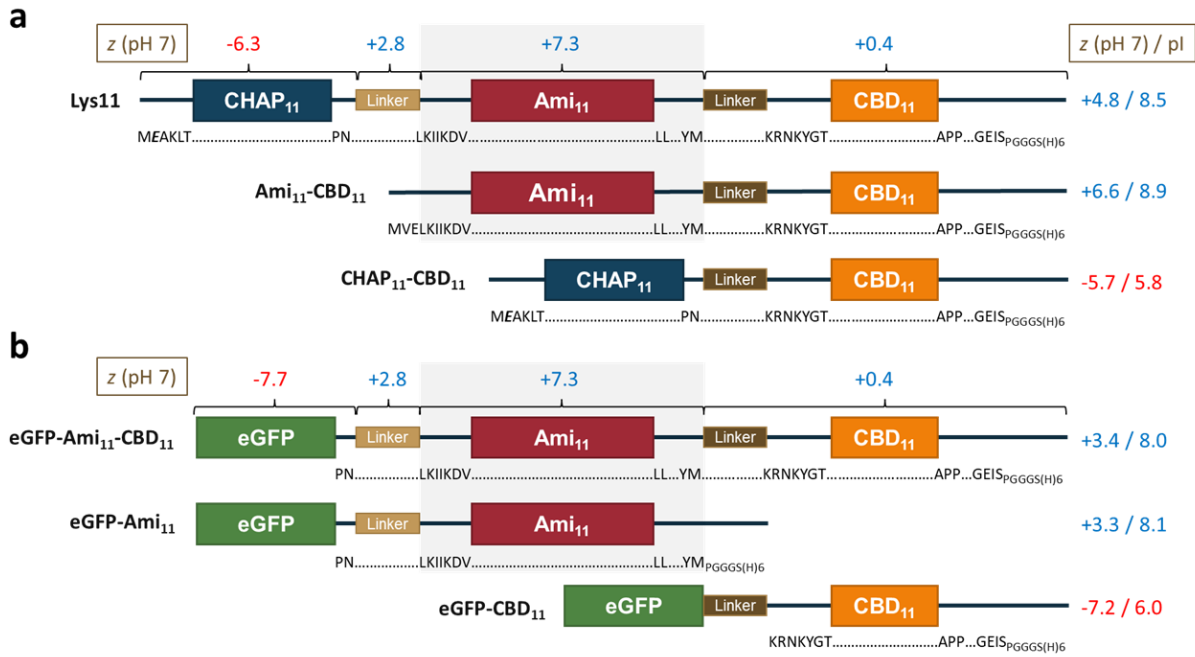 a
z (pH 7) -6.3 +2.8 +7.3 +0.4 z (pH 7) / pI
Lys11 CHAP11 Linker Ami11 Linker CBD11 +4.8 / 8.5
MEAKLT...............................................PN...................LKIIKDV..................................................LL....YM..................KRNKYGT..........................APP...GEISPGGGS(H)6
Ami11-CBD11 Ami11 Linker CBD11 +6.6 / 8.9
MVELKIIKDV..................................................LL....YM..................KRNKYGT..........................APP...GEISPGGGS(H)6
CHAP11-CBD11 CHAP11 Linker CBD11 -5.7 / 5.8
MEAKLT...............................................PN...................KRNKYGT..........................APP...GEISPGGGS(H)6
b
z (pH 7) -7.7 +2.8 +7.3 +0.4
eGFP-Ami11-CBD11 eGFP Linker Ami11 Linker CBD11 +3.4 / 8.0
PN...................LKIIKDV..................................................LL....YM..................KRNKYGT..........................APP...GEISPGGGS(H)6
eGFP-Ami11 eGFP Linker Ami11 +3.3 / 8.1
PN...................LKIIKDV..................................................LL....YMPGGGS(H)6
eGFP-CBD11 eGFP Linker CBD11 -7.2 / 6.0
KRNKYGT..........................APP...GEISPGGGS(H)6